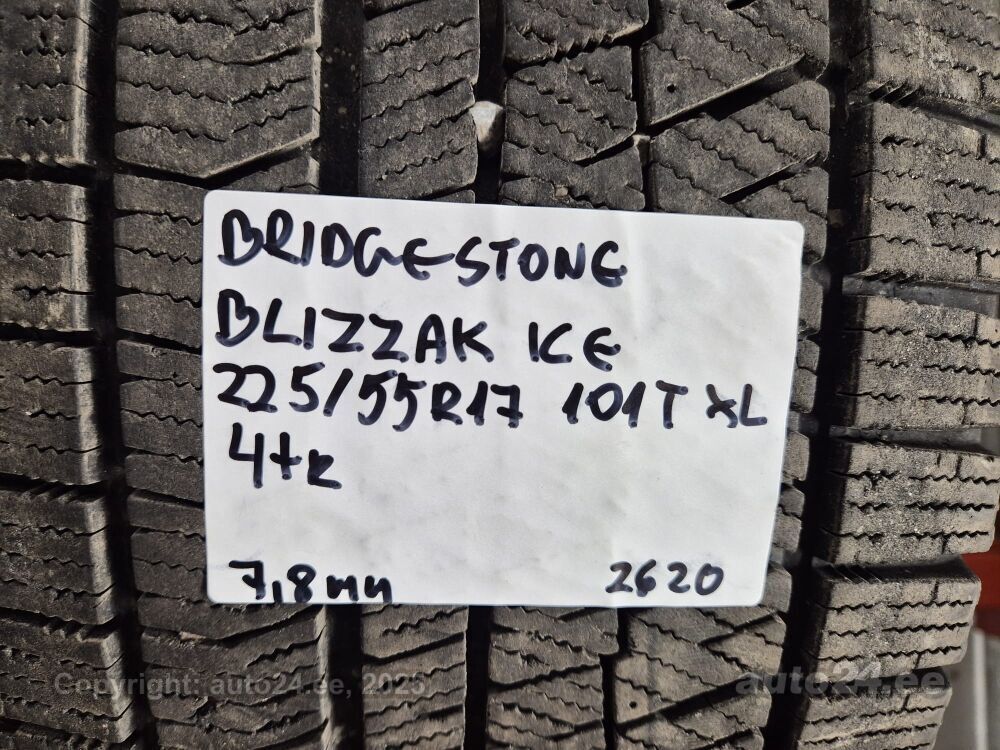 BRIDGESTONE
BLIZZAK ICE
225/55R17 101T XL
4tk
7,8mm 2620
Copyright: auto24.ee, 2025
auto24.ee